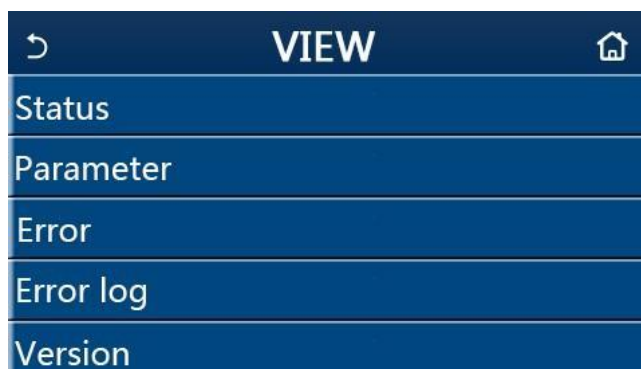 VIEW
Status
Parameter
Error
Error log
Version